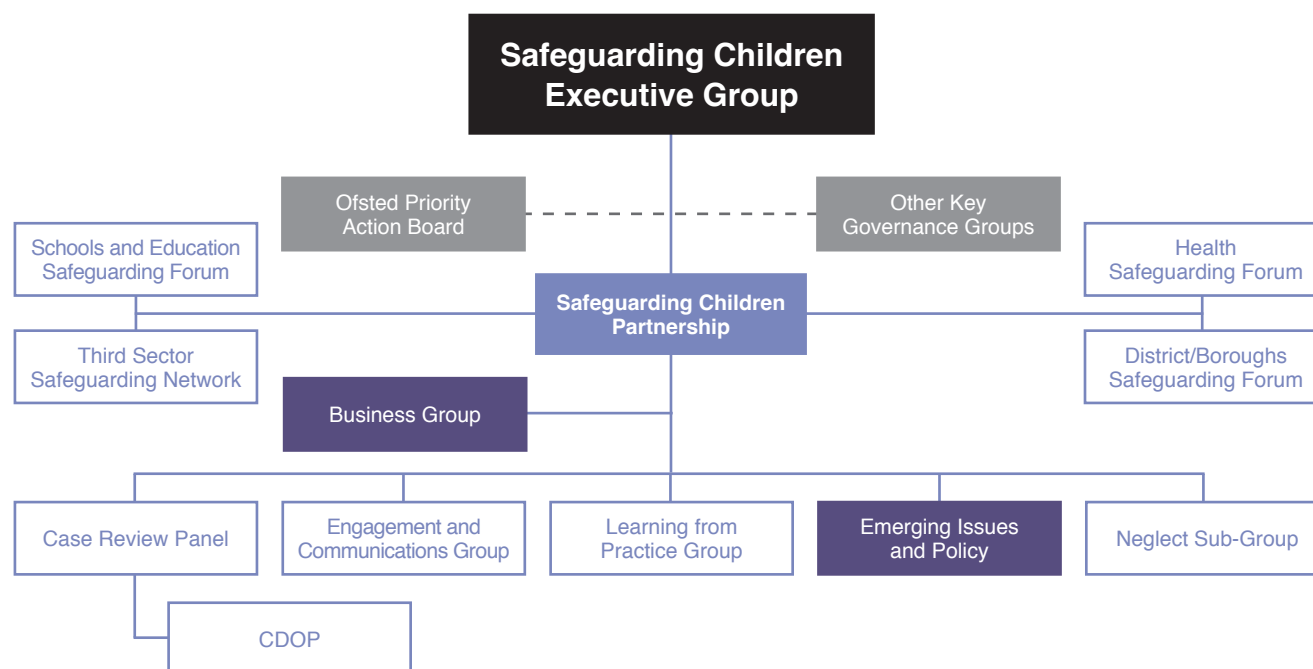 Safeguarding Children
Executive Group
Ofsted Priority
Action Board
Other Key
Governance Groups
Schools and Education
Safeguarding Forum
Health
Safeguarding Forum
Safeguarding Children
Partnership
Third Sector
Safeguarding Network
District/Boroughs
Safeguarding Forum
Business Group
Case Review Panel
Engagement and
Communications Group
Learning from
Practice Group
Emerging Issues
and Policy
Neglect Sub-Group
CDOP